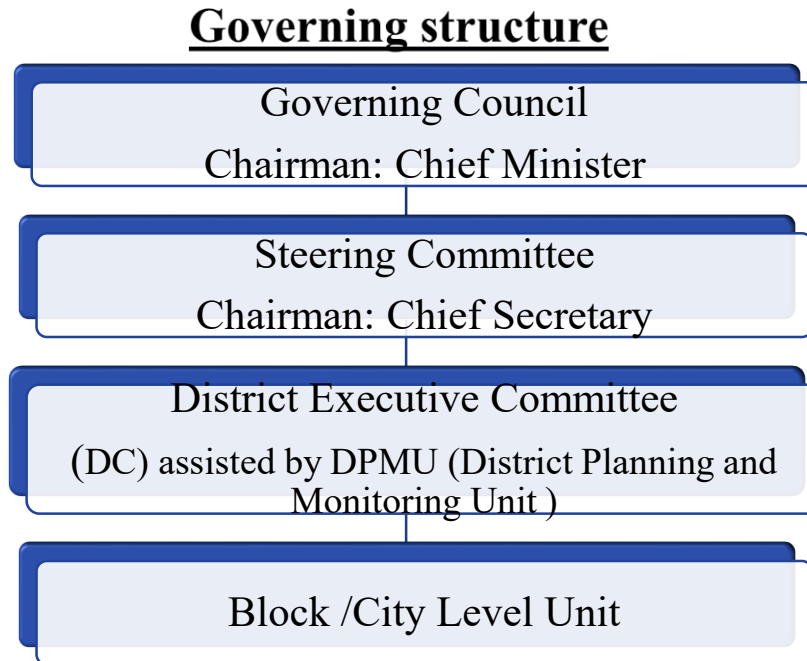 Governing structure
Governing Council
Chairman: Chief Minister
Steering Committee
Chairman: Chief Secretary
District Executive Committee
(DC) assisted by DPMU (District Planning and
Monitoring Unit )
Block /City Level Unit